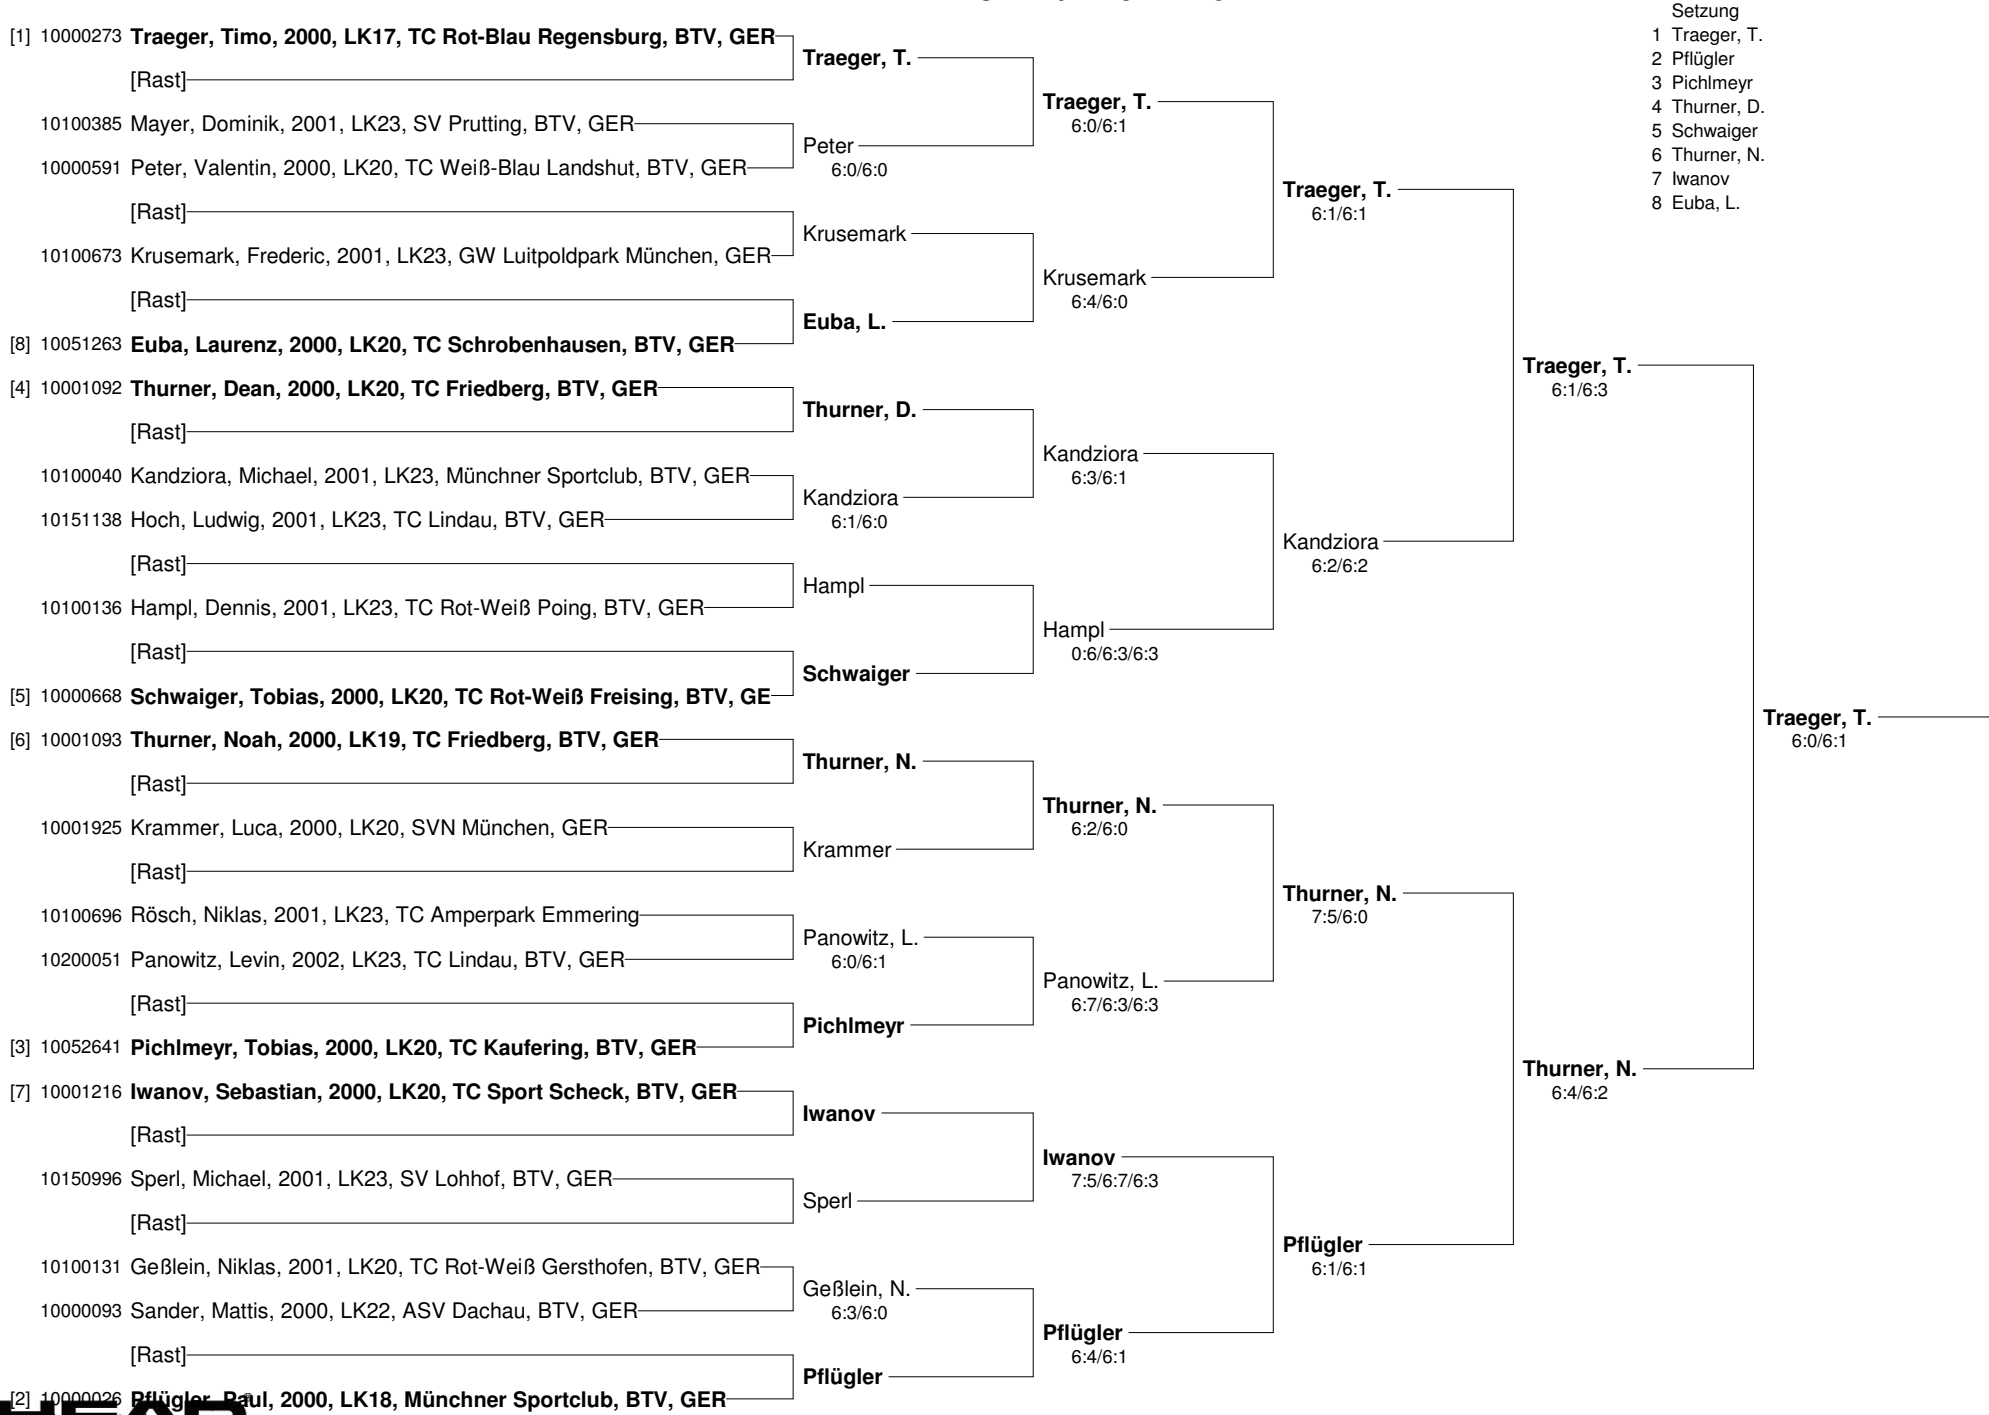 Setzung
1 Traeger, T.
2 Pflügler
3 Pichlmeyr
4 Thurner, D.
5 Schwaiger
6 Thurner, N.
7 Iwanov
8 Euba, L.
[1] 10000273 Traeger, Timo, 2000, LK17, TC Rot-Blau Regensburg, BTV, GER
[Rast]
10100385 Mayer, Dominik, 2001, LK23, SV Prutting, BTV, GER
10000591 Peter, Valentin, 2000, LK20, TC Weiß-Blau Landshut, BTV, GER
[Rast]
10100673 Krusemark, Frederic, 2001, LK23, GW Luitpoldpark München, GER
[Rast]
[8] 10051263 Euba, Laurenz, 2000, LK20, TC Schrobenhausen, BTV, GER
[4] 10001092 Thurner, Dean, 2000, LK20, TC Friedberg, BTV, GER
[Rast]
10100040 Kandziora, Michael, 2001, LK23, Münchner Sportclub, BTV, GER
10151138 Hoch, Ludwig, 2001, LK23, TC Lindau, BTV, GER
[Rast]
10100136 Hampl, Dennis, 2001, LK23, TC Rot-Weiß Poing, BTV, GER
[Rast]
[5] 10000668 Schwaiger, Tobias, 2000, LK20, TC Rot-Weiß Freising, BTV, GE
[6] 10001093 Thurner, Noah, 2000, LK19, TC Friedberg, BTV, GER
[Rast]
10001925 Krammer, Luca, 2000, LK20, SVN München, GER
[Rast]
10100696 Rösch, Niklas, 2001, LK23, TC Amperpark Emmering
10200051 Panowitz, Levin, 2002, LK23, TC Lindau, BTV, GER
[Rast]
[3] 10052641 Pichlmeyr, Tobias, 2000, LK20, TC Kaufering, BTV, GER
[7] 10001216 Iwanov, Sebastian, 2000, LK20, TC Sport Scheck, BTV, GER
[Rast]
10150996 Sperl, Michael, 2001, LK23, SV Lohhof, BTV, GER
[Rast]
10100131 Geßlein, Niklas, 2001, LK20, TC Rot-Weiß Gersthofen, BTV, GER
10000093 Sander, Mattis, 2000, LK22, ASV Dachau, BTV, GER
[Rast]
[2] 10000026 Pflügler, Paul, 2000, LK18, Münchner Sportclub, BTV, GER
Traeger, T.
Peter
6:0/6:0
Krusemark
Euba, L.
Thurner, D.
Kandziora
6:1/6:0
Hampl
Schwaiger
Thurner, N.
Krammer
Panowitz, L.
6:0/6:1
Pichlmeyr
Iwanov
Sperl
Geßlein, N.
6:3/6:0
Pflügler
Traeger, T.
6:0/6:1
Krusemark
6:4/6:0
Kandziora
6:3/6:1
Hampl
0:6/6:3/6:3
Thurner, N.
6:2/6:0
Panowitz, L.
6:7/6:3/6:3
Iwanov
7:5/6:7/6:3
Pflügler
6:4/6:1
Traeger, T.
6:1/6:1
Kandziora
6:2/6:2
Thurner, N.
7:5/6:0
Pflügler
6:1/6:1
Traeger, T.
6:1/6:3
Thurner, N.
6:4/6:2
Traeger, T.
6:0/6:1